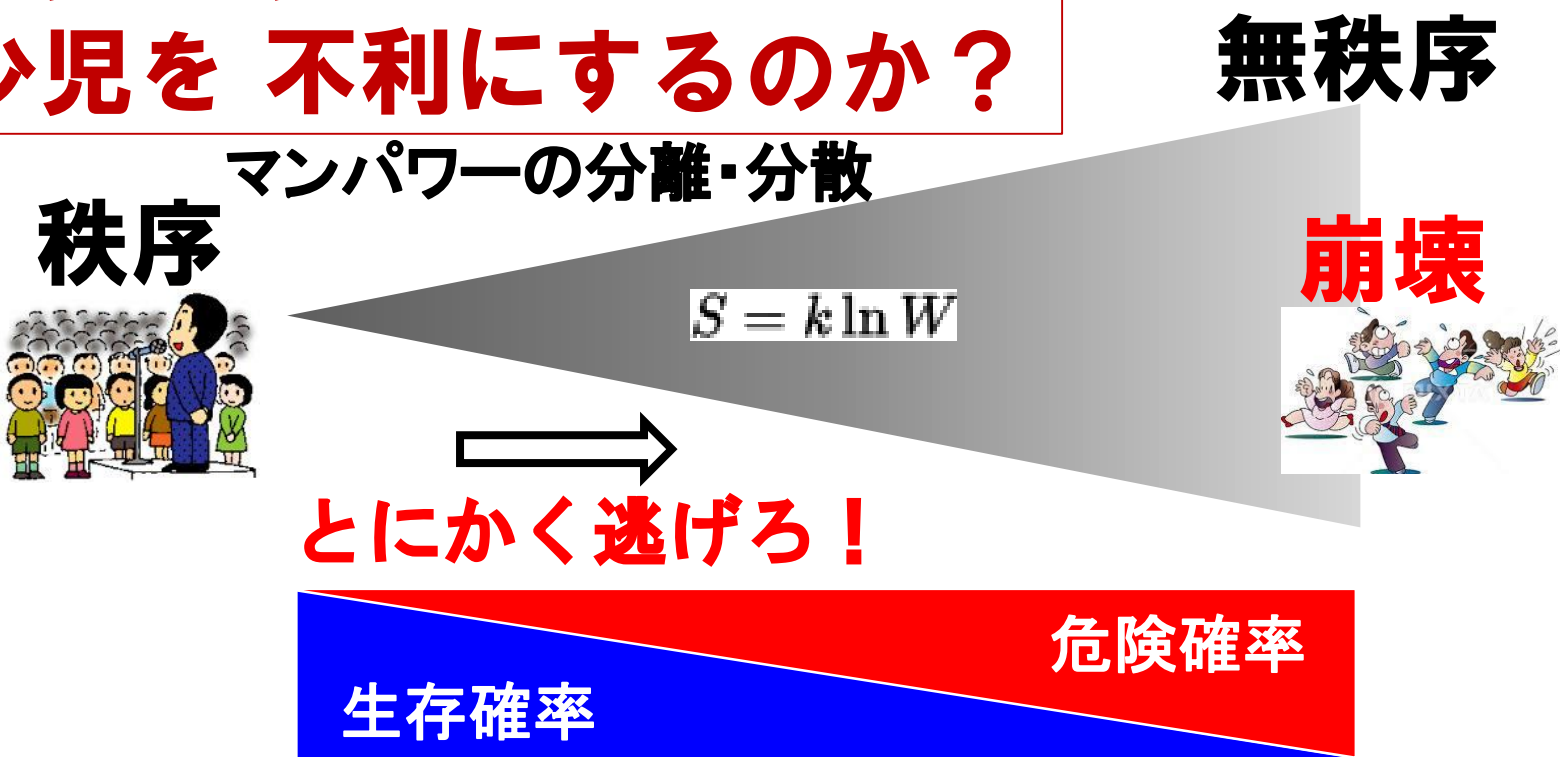 児を 不利にするのか？
無秩序
マンパワーの分離・分散
秩序
崩壊
S = k ln W
とにかく逃げろ！
危険確率
生存確率